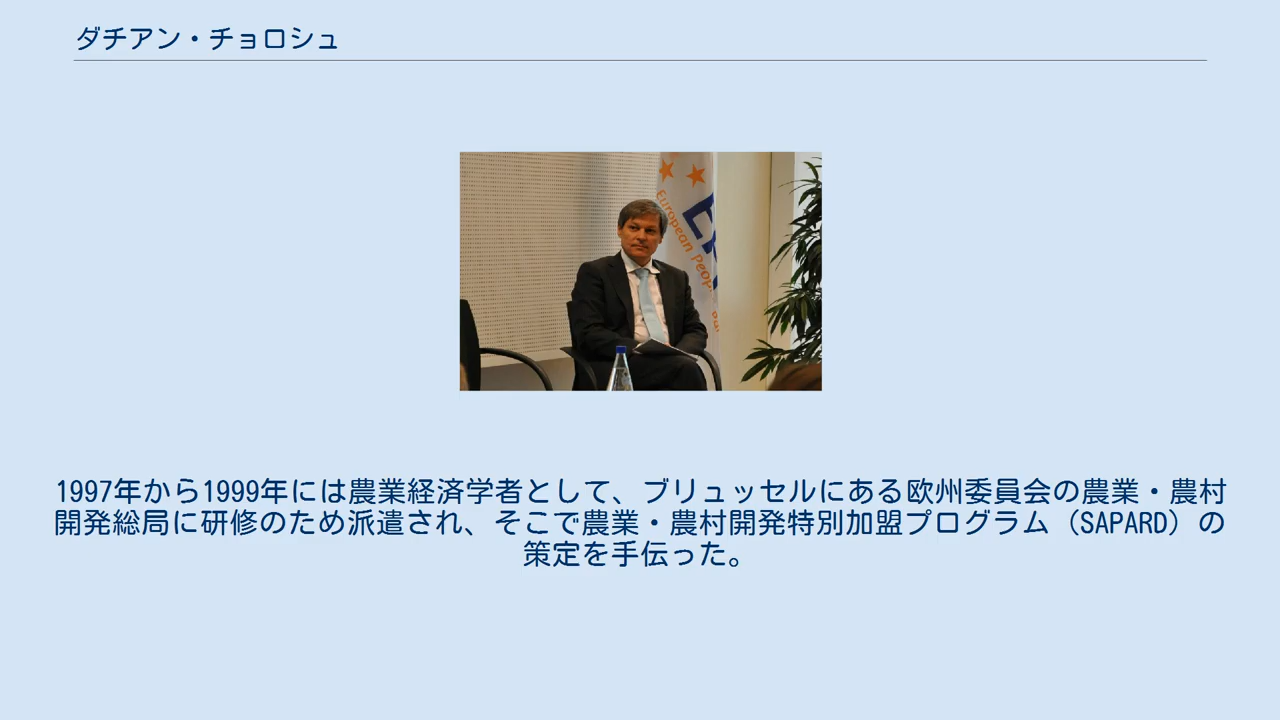 ダチアン・チョロシュ
European Peop
1997年から1999年には農業経済学者として、ブリュッセルにある欧州委員会の農業・農村
開発総局に研修のため派遣され、そこで農業・農村開発特別加盟プログラム（SAPARD）の
策定を手伝った。